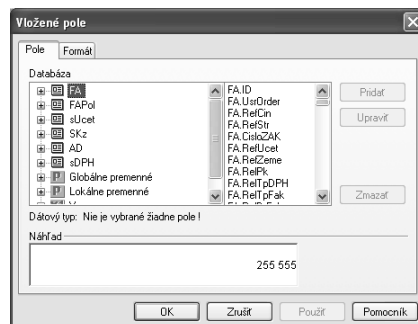 Vložené pole
Pole Formát
Databáza
FA
FAPol
sUcet
SKz
AD
sDPH
Globálne premenné
Lokálne premenné
FA.ID
FA.UsrOrder
FA.RefCin
FA.RefStr
FA.CisloZAK
FA.RefUcet
FA.RefZeme
FA.RelPk
FA.RelTpDPH
FA.RelTpFak
Pridať
Upraviť
Zmazať
Dátový typ: Nie je vybrané žiadne pole !
Náhľad
255 555
OK Zrušiť Použiť Pomocník